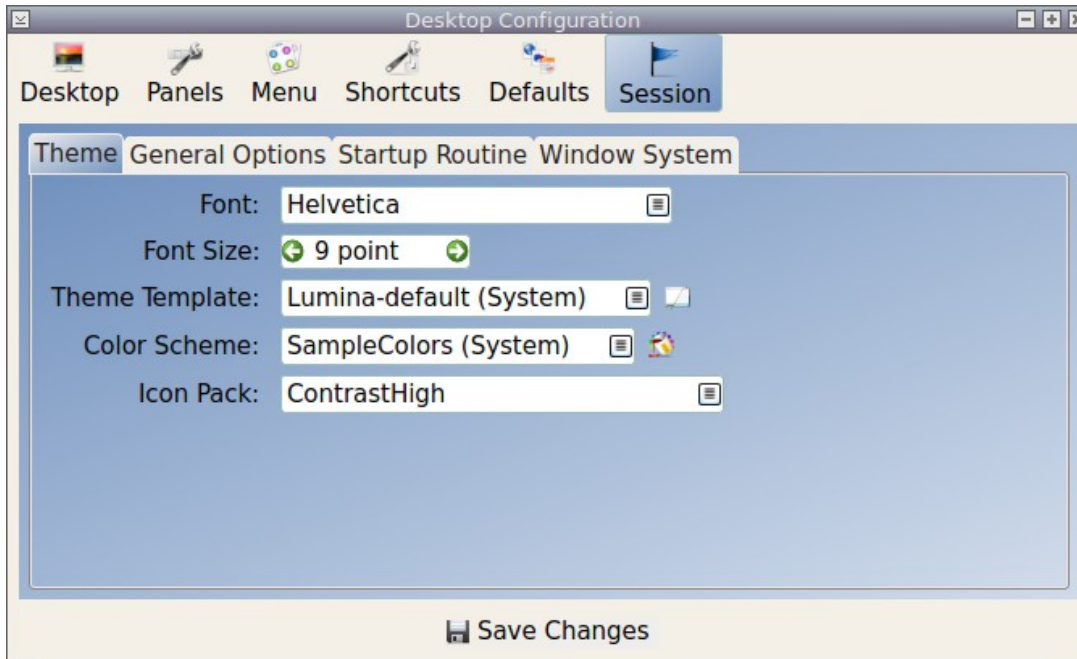 Desktop Configuration
Desktop Panels Menu Shortcuts Defaults Session
Theme General Options Startup Routine Window System
Font: Helvetica
Font Size: 9 point
Theme Template: Lumina-default (System)
Color Scheme: SampleColors (System)
Icon Pack: ContrastHigh
Save Changes